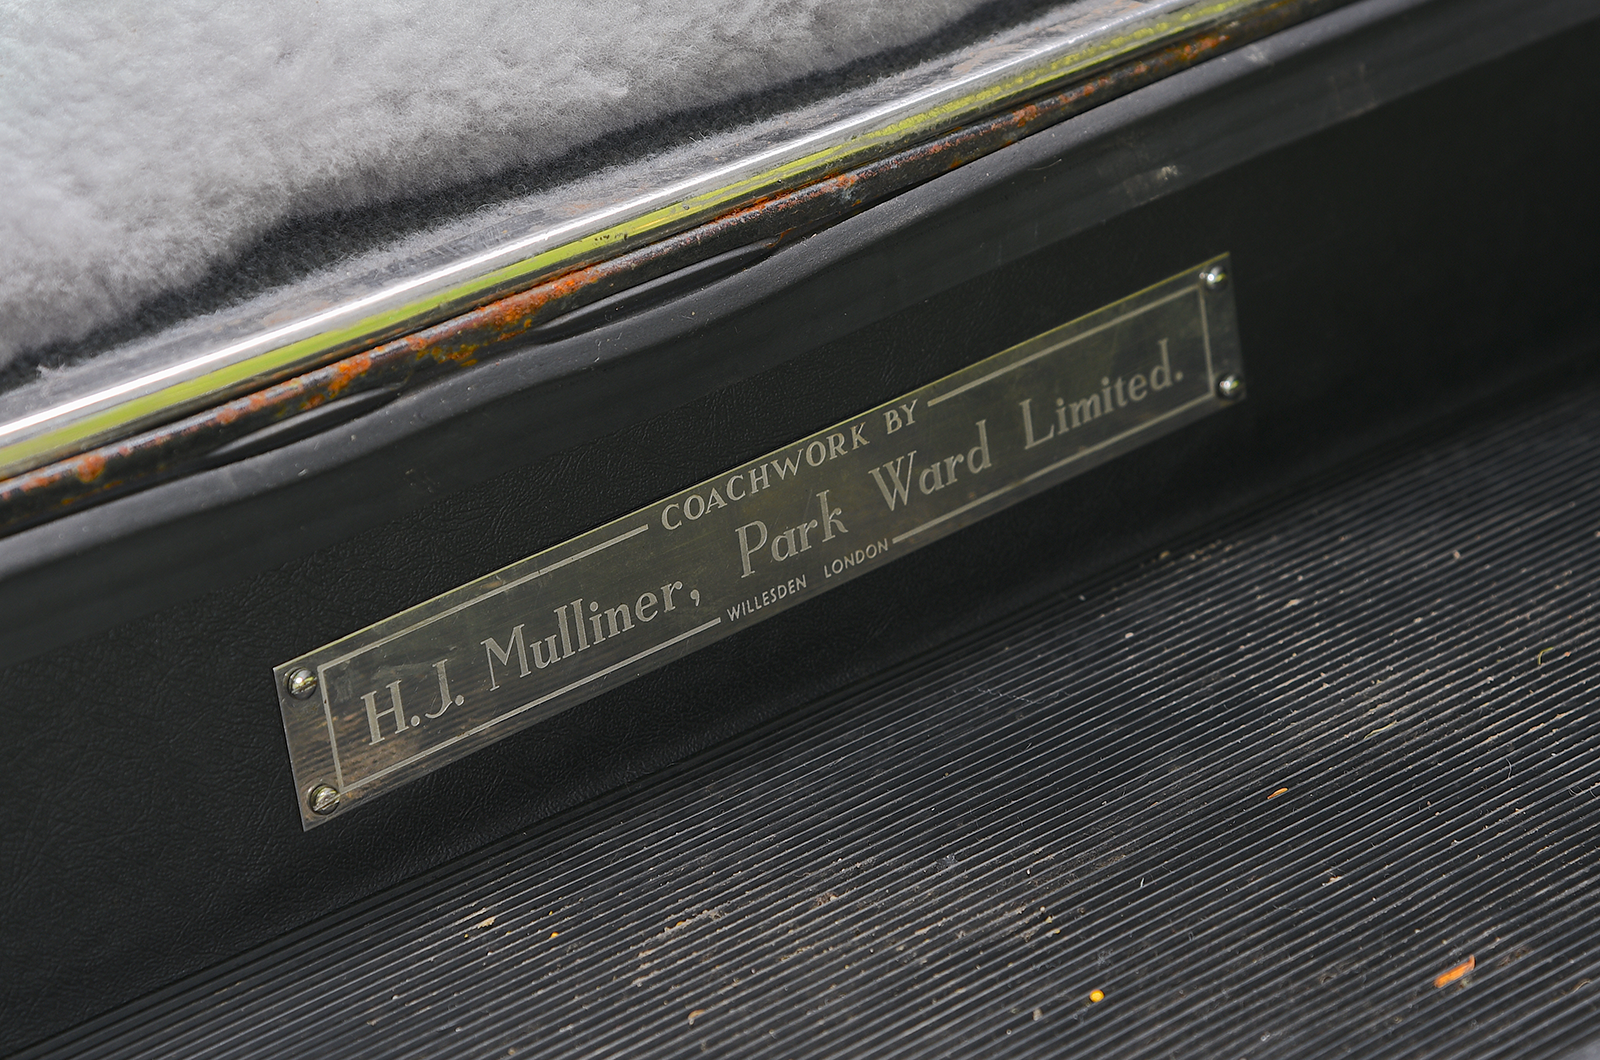 COACHWORK BY
H.J. Mulliner, Park Ward Limited.
WILLESDEN LONDON